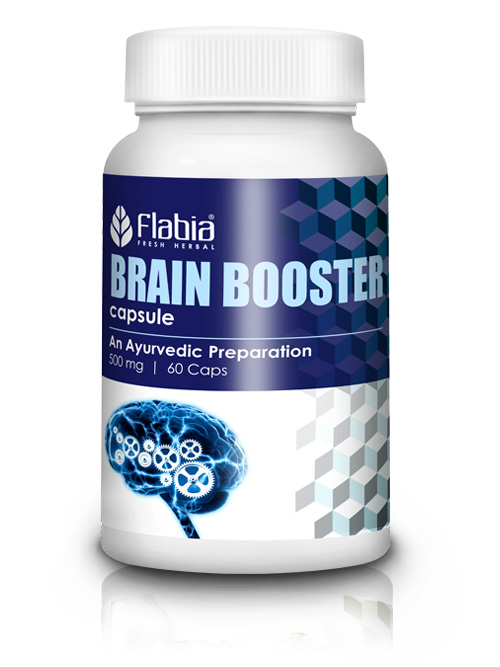 Flabia®
FRESH HERBAL
BRAIN BOOSTER
capsule
An Ayurvedic Preparation
500 mg | 60 Caps